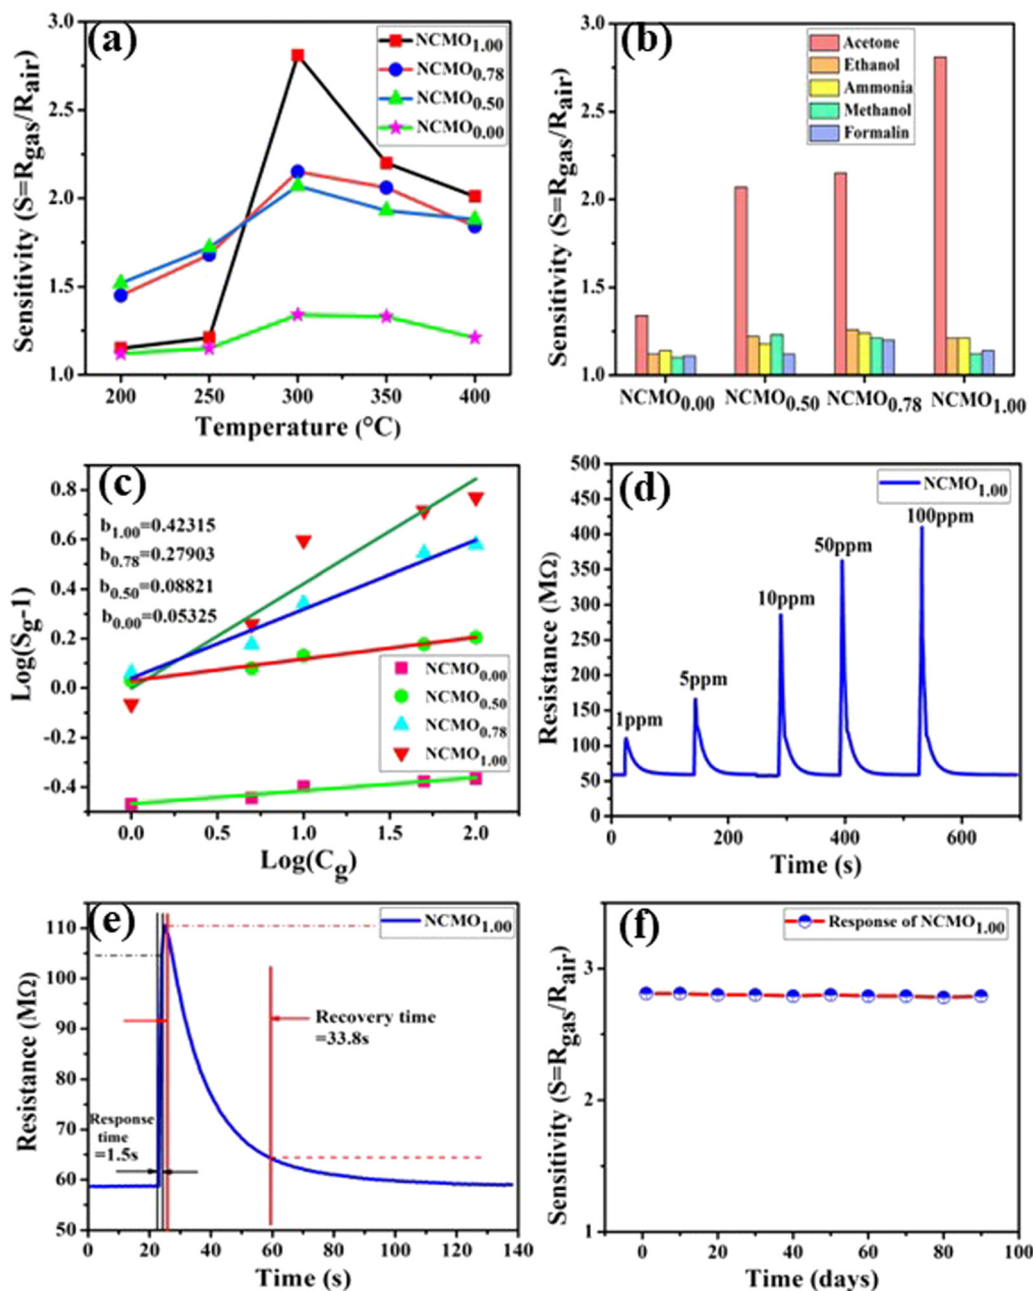 (a)
NCMO1.00
NCMO0.78
NCMO0.50
NCMO0.00
3.0
2.5
2.0
1.5
1.0
Sensitivity (S=Rgas/Rair)
200 250 300 350 400
Temperature (°C)
(b)
Acetone
Ethanol
Ammonia
Methanol
Formalin
3.0
2.5
2.0
1.5
1.0
Sensitivity (S=Rgas/Rair)
NCMO0.00 NCMO0.50 NCMO0.78 NCMO1.00
(c)
b1.00=0.42315
b0.78=0.27903
b0.50=0.08821
b0.00=0.05325
NCMO0.00
NCMO0.50
NCMO0.78
NCMO1.00
0.8
0.6
0.4
0.2
0.0
-0.2
-0.4
Log(Sg-1)
0.0 0.5 1.0 1.5 2.0
Log(Cg)
(d)
NCMO1.00
1ppm
5ppm
10ppm
50ppm
100ppm
500
450
400
350
300
250
200
150
100
50
0
Resistance (MΩ)
0 200 400 600
Time (s)
(e)
NCMO1.00
Recovery time
=33.8s
Response
time
=1.5s
110
100
90
80
70
60
50
Resistance (MΩ)
0 20 40 60 80 100 120 140
Time (s)
(f)
Response of NCMO1.00
3
2
1
Sensitivity (S=Rgas/Rair)
0 20 40 60 80 100
Time (days)